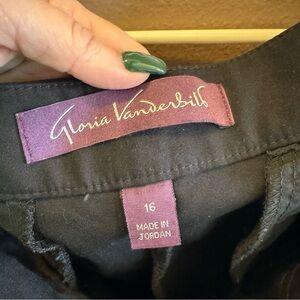 Gloria Vanderbilt
16
MADE IN
JORDAN